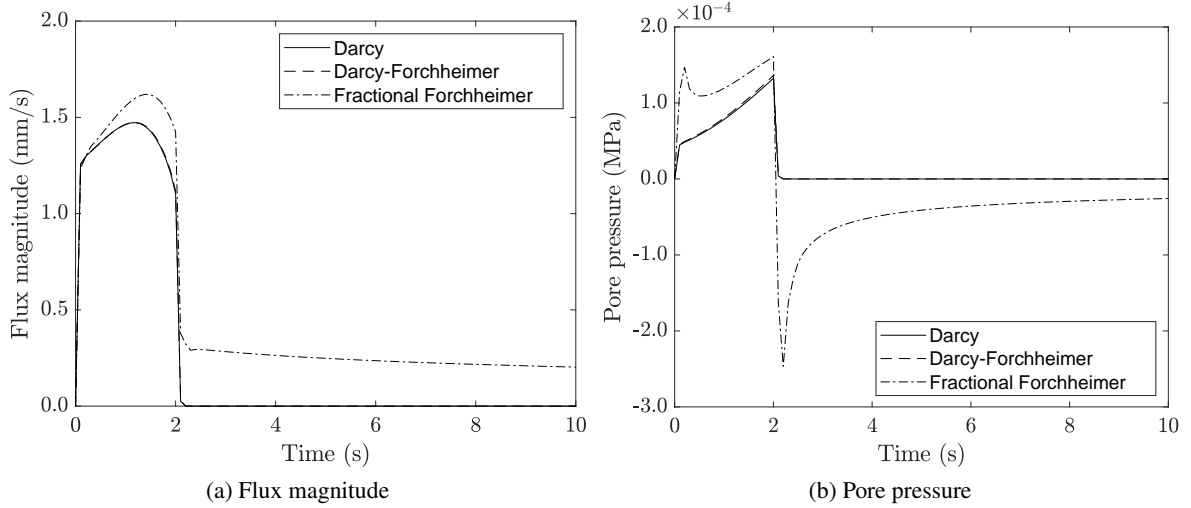 2.0
1.5
1.0
0.5
0.0
Flux magnitude (mm/s)
Darcy
Darcy-Forchheimer
Fractional Forchheimer
0 2 4 6 8 10
Time (s)
(a) Flux magnitude
×10⁻⁴
2.0
1.0
0.0
-1.0
-2.0
-3.0
Pore pressure (MPa)
Darcy
Darcy-Forchheimer
Fractional Forchheimer
0 2 4 6 8 10
Time (s)
(b) Pore pressure